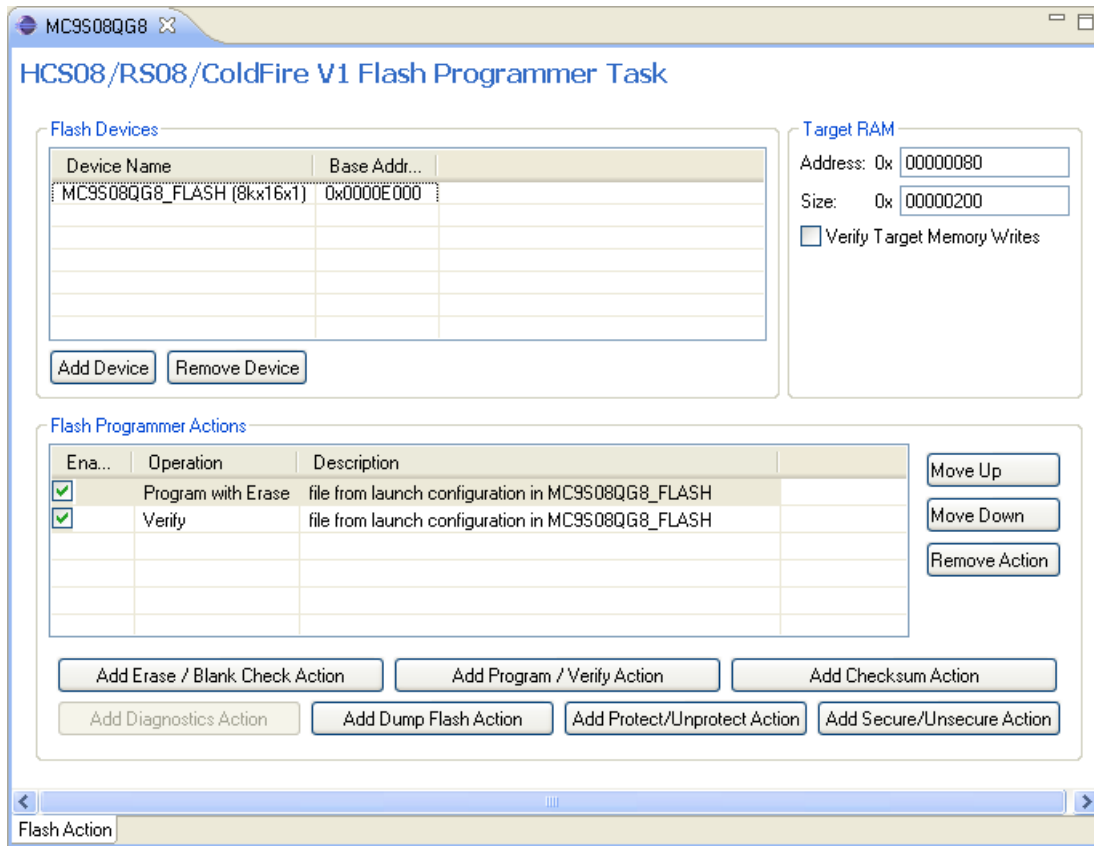 MC9S08QG8
HCS08/RS08/ColdFire V1 Flash Programmer Task
Flash Devices
Device Name Base Addr...
MC9S08QG8_FLASH (8kx16x1) 0x0000E000
Add Device Remove Device
Target RAM
Address: 0x 00000080
Size: 0x 00000200
Verify Target Memory Writes
Flash Programmer Actions
Ena... Operation Description
Program with Erase file from launch configuration in MC9S08QG8_FLASH
Verify file from launch configuration in MC9S08QG8_FLASH
Move Up
Move Down
Remove Action
Add Erase / Blank Check Action Add Program / Verify Action Add Checksum Action
Add Diagnostics Action Add Dump Flash Action Add Protect/Unprotect Action Add Secure/Unsecure Action
Flash Action